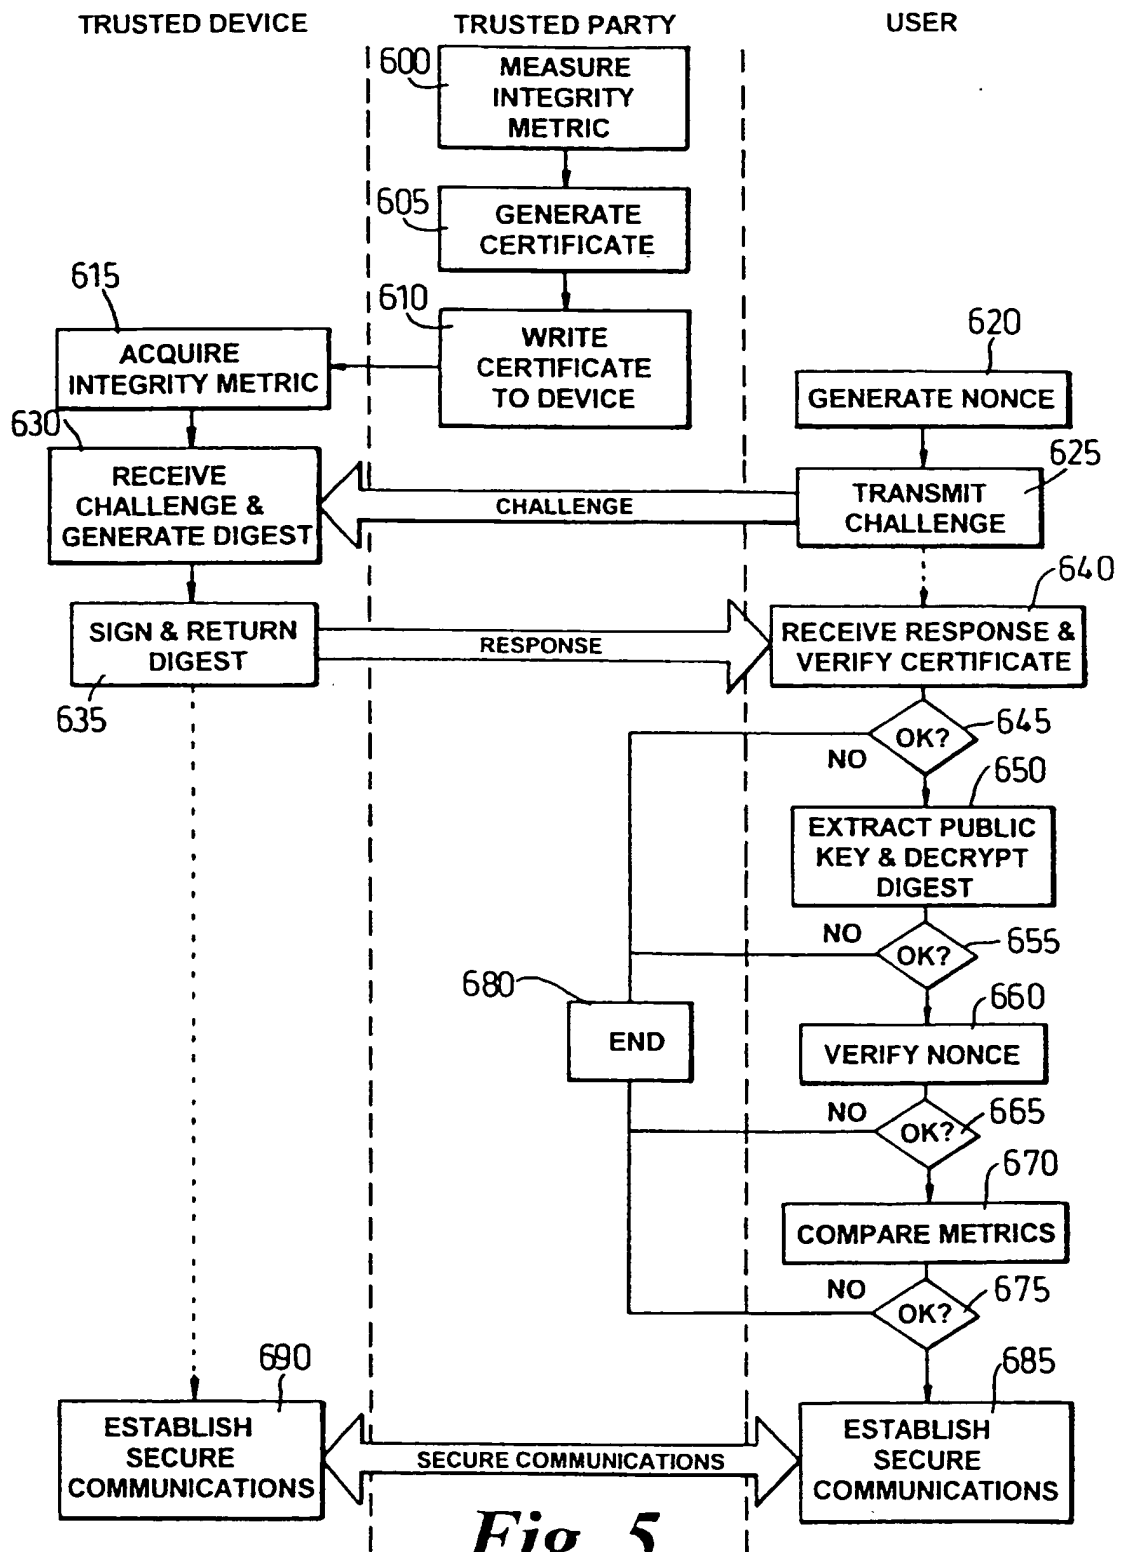 TRUSTED DEVICE
TRUSTED PARTY
USER
600
MEASURE
INTEGRITY
METRIC
605
GENERATE
CERTIFICATE
610
WRITE
CERTIFICATE
TO DEVICE
615
ACQUIRE
INTEGRITY METRIC
620
GENERATE NONCE
625
TRANSMIT
CHALLENGE
CHALLENGE
630
RECEIVE
CHALLENGE &
GENERATE DIGEST
SIGN & RETURN
DIGEST
635
RESPONSE
640
RECEIVE RESPONSE &
VERIFY CERTIFICATE
OK?
645
NO
650
EXTRACT PUBLIC
KEY & DECRYPT
DIGEST
NO
OK?
655
680
END
660
VERIFY NONCE
NO
OK?
665
670
COMPARE METRICS
NO
OK?
675
690
ESTABLISH
SECURE
COMMUNICATIONS
SECURE COMMUNICATIONS
685
ESTABLISH
SECURE
COMMUNICATIONS
Fig. 5